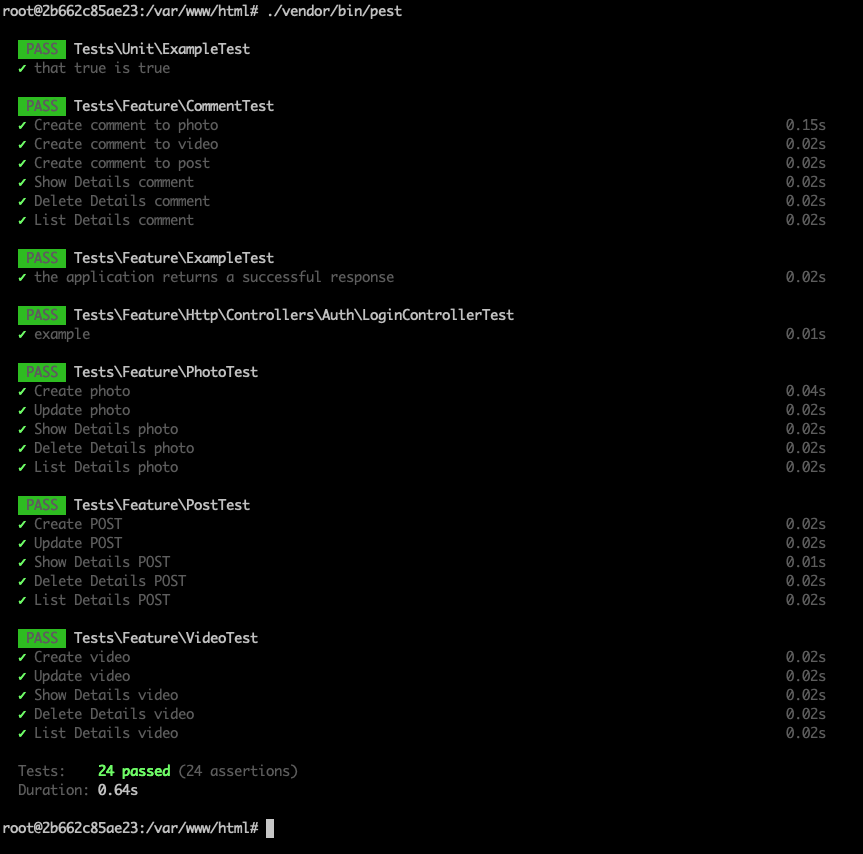 root@2b662c85ae23:/var/www/html# ./vendor/bin/pest
PASS Tests\Unit\ExampleTest
✓ that true is true
PASS Tests\Feature\CommentTest
✓ Create comment to photo 0.15s
✓ Create comment to video 0.02s
✓ Create comment to post 0.02s
✓ Show Details comment 0.02s
✓ Delete Details comment 0.02s
✓ List Details comment 0.02s
PASS Tests\Feature\ExampleTest
✓ the application returns a successful response 0.02s
PASS Tests\Feature\Http\Controllers\Auth\LoginControllerTest
✓ example 0.01s
PASS Tests\Feature\PhotoTest
✓ Create photo 0.04s
✓ Update photo 0.02s
✓ Show Details photo 0.02s
✓ Delete Details photo 0.02s
✓ List Details photo 0.02s
PASS Tests\Feature\PostTest
✓ Create POST 0.02s
✓ Update POST 0.02s
✓ Show Details POST 0.01s
✓ Delete Details POST 0.02s
✓ List Details POST 0.02s
PASS Tests\Feature\VideoTest
✓ Create video 0.02s
✓ Update video 0.02s
✓ Show Details video 0.02s
✓ Delete Details video 0.02s
✓ List Details video 0.02s
Tests: 24 passed (24 assertions)
Duration: 0.64s
root@2b662c85ae23:/var/www/html#